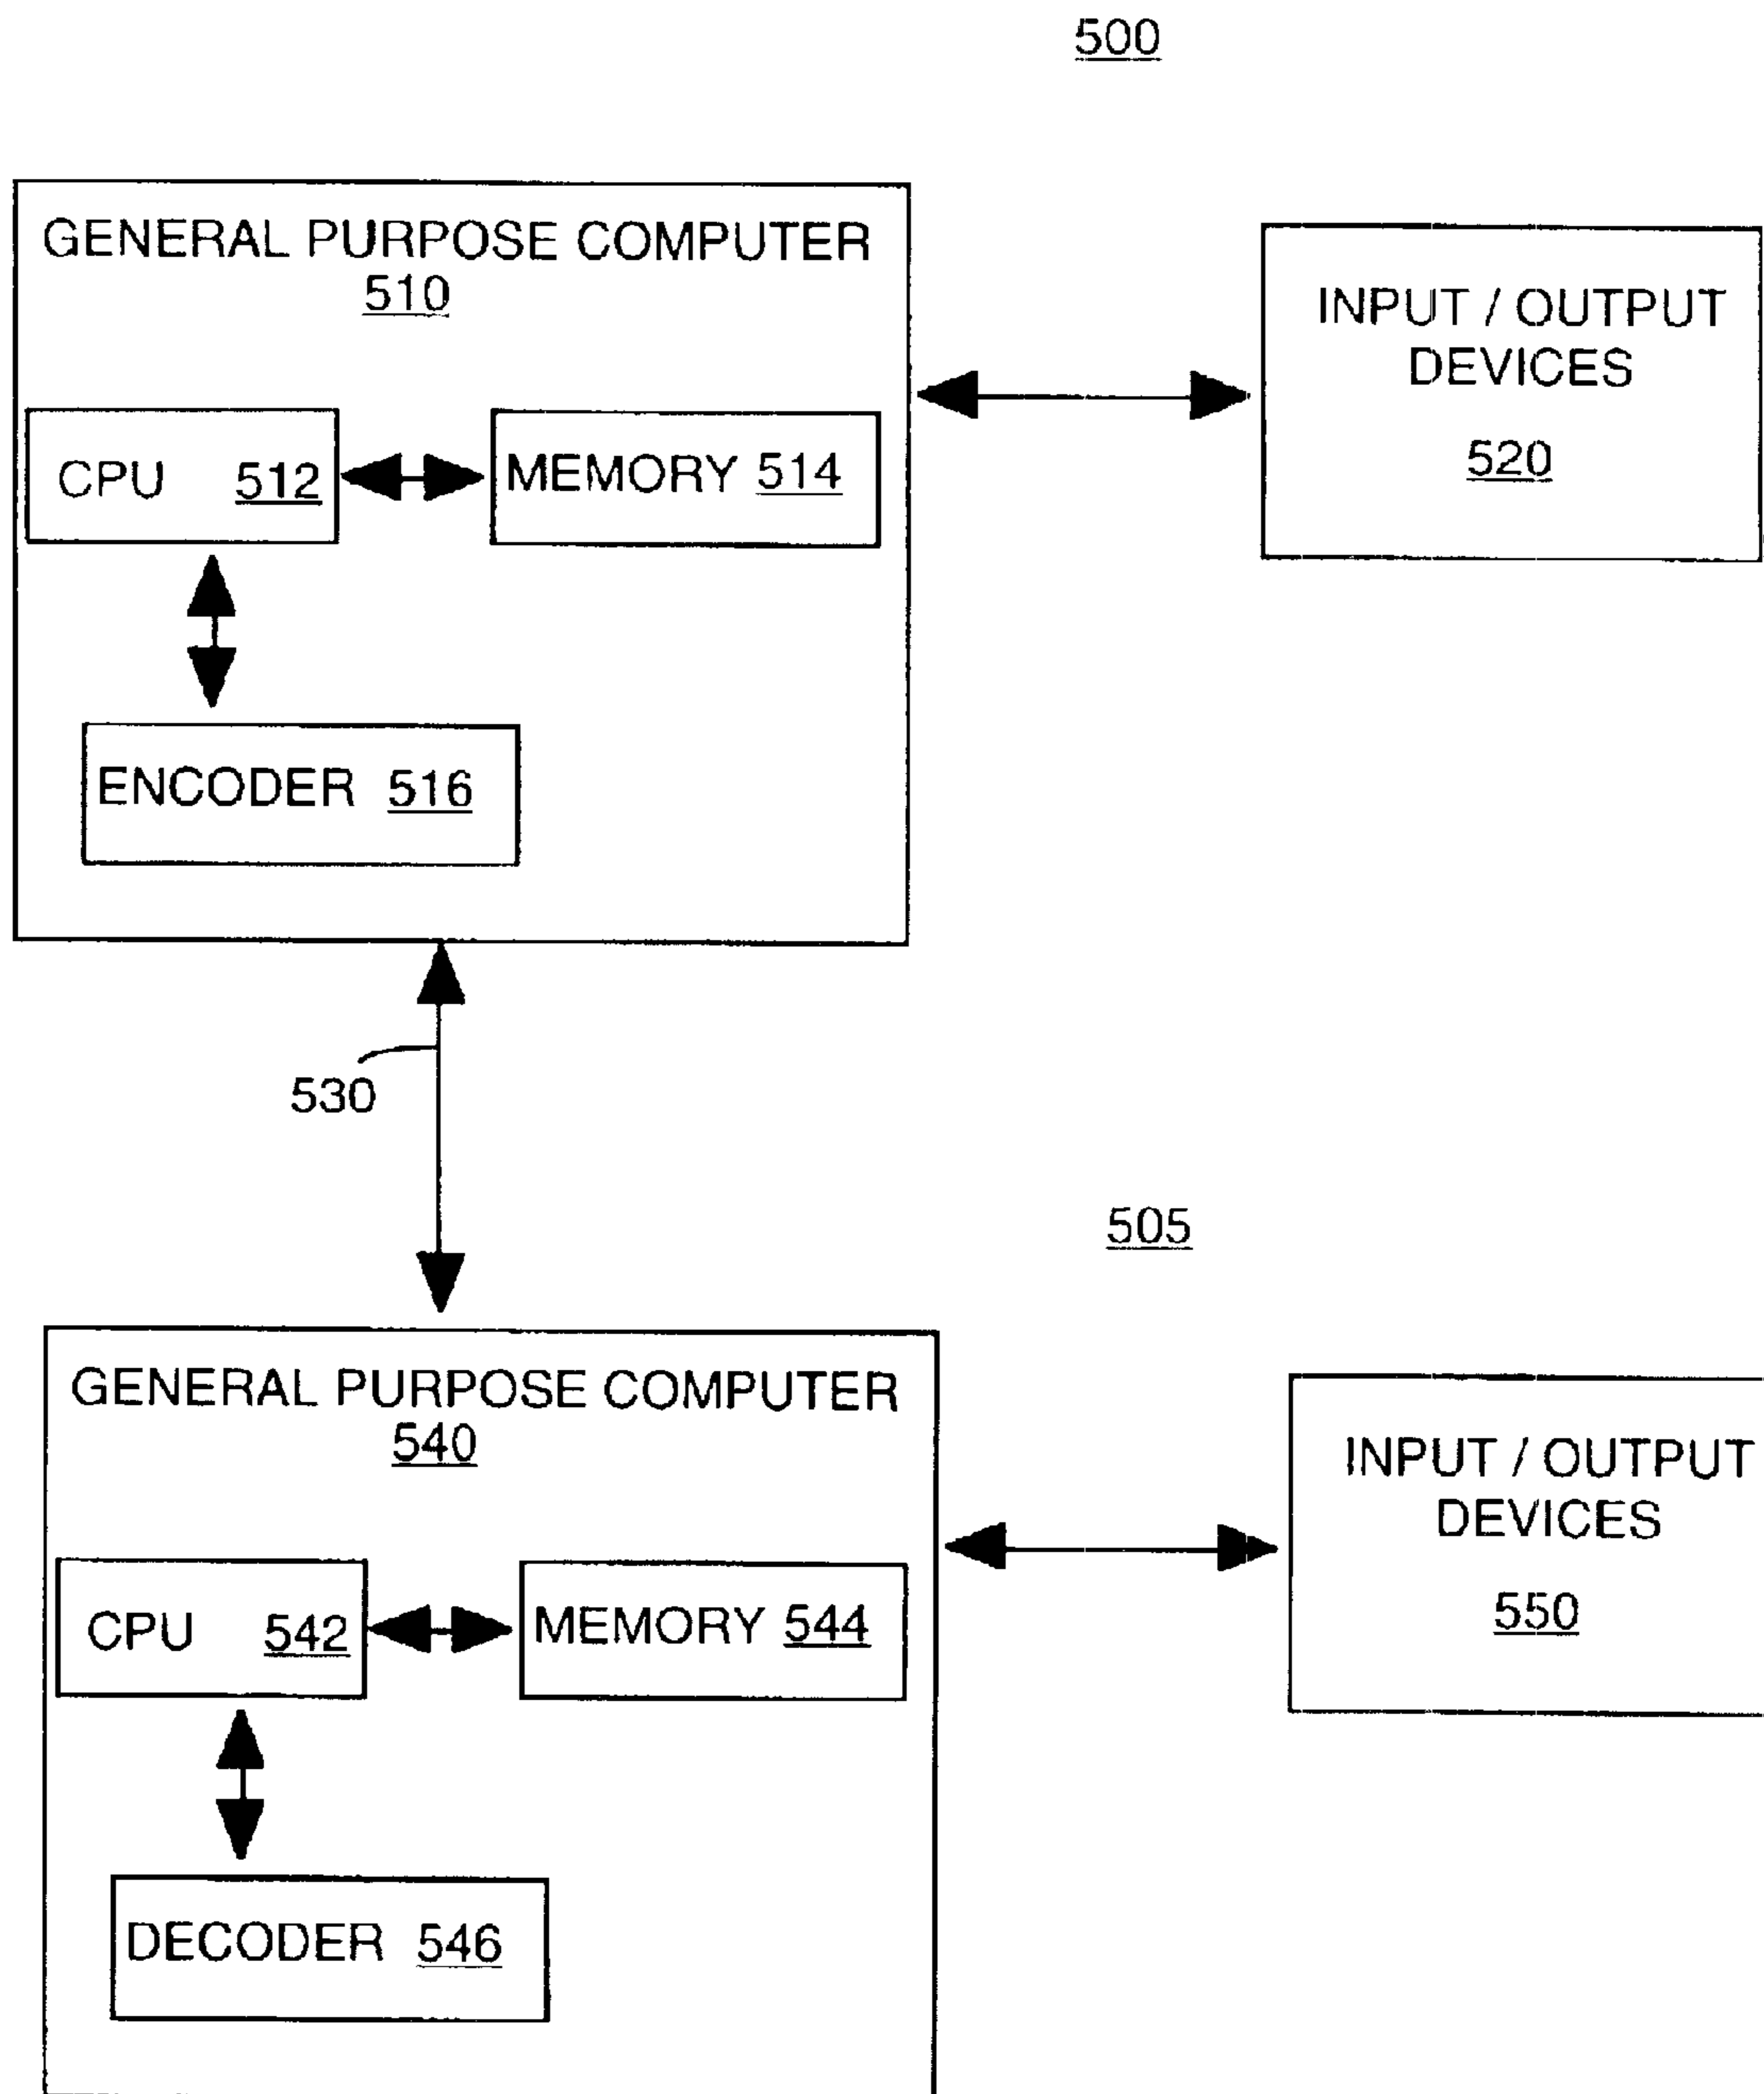 500
GENERAL PURPOSE COMPUTER
510
INPUT / OUTPUT
DEVICES
520
CPU 512
MEMORY 514
ENCODER 516
530
505
GENERAL PURPOSE COMPUTER
540
INPUT / OUTPUT
DEVICES
550
CPU 542
MEMORY 544
DECODER 546